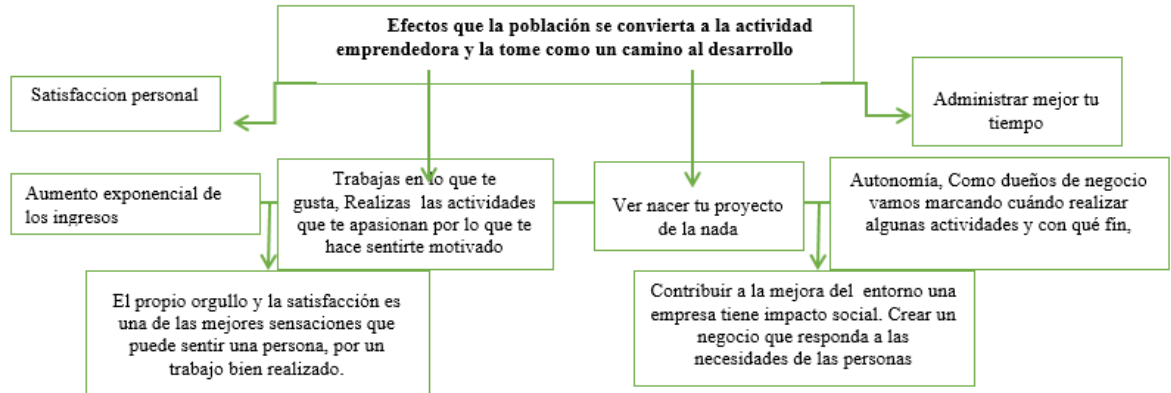 Efectos que la población se convierta a la actividad
emprendedora y la tome como un camino al desarrollo
Satisfaccion personal
Administrar mejor tu
tiempo
Aumento exponencial de
los ingresos
Trabajas en lo que te
gusta, Realizas las actividades
que te apasionan por lo que te
hace sentirte motivado
Ver nacer tu proyecto
de la nada
Autonomía, Como dueños de negocio
vamos marcando cuándo realizar
algunas actividades y con qué fin,
El propio orgullo y la satisfacción es
una de las mejores sensaciones que
puede sentir una persona, por un
trabajo bien realizado.
Contribuir a la mejora del entorno una
empresa tiene impacto social. Crear un
negocio que responda a las
necesidades de las personas